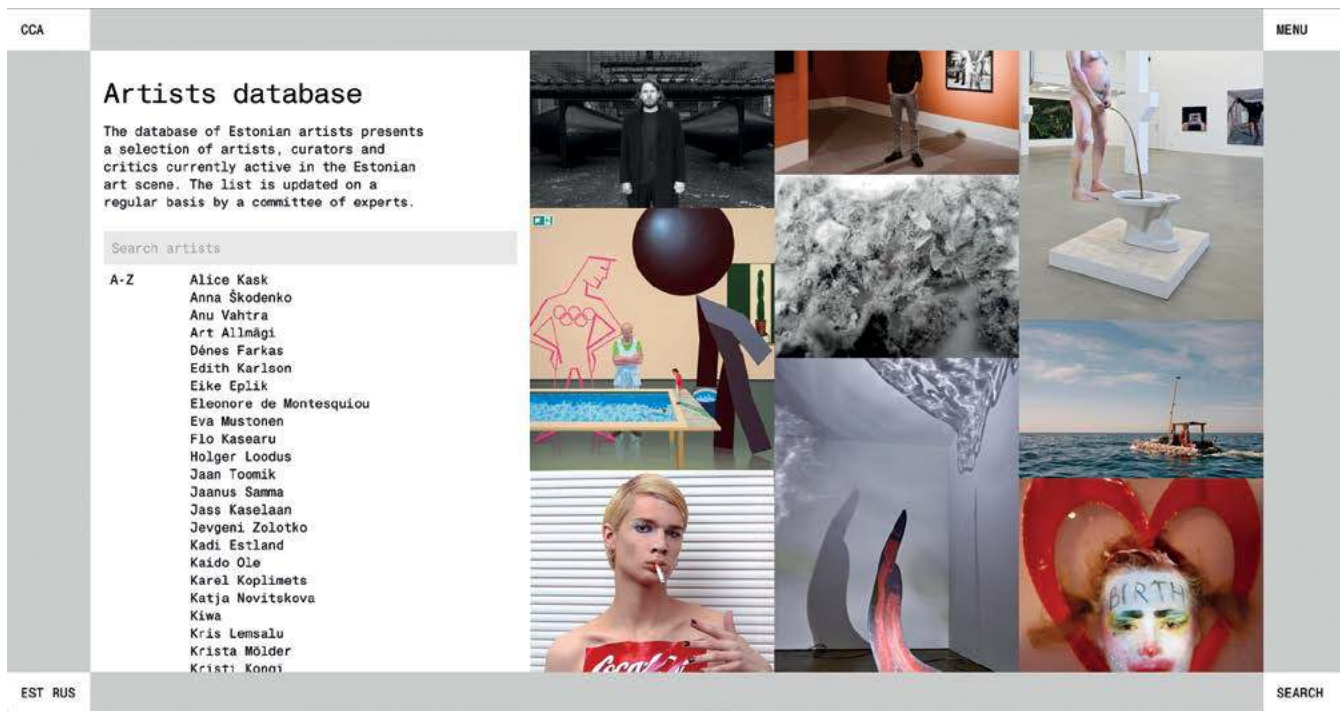 CCA
MENU
Artists database
The database of Estonian artists presents
a selection of artists, curators and
critics currently active in the Estonian
art scene. The list is updated on a
regular basis by a committee of experts.
Search artists
A-Z
Alice Kask
Anna Škodenko
Anu Vahtra
Art Allmägi
Dénes Farkas
Edith Karlson
Eike Eplik
Eleonore de Montesquiou
Eva Mustonen
Flo Kasearu
Holger Loodus
Jaan Toomik
Jaanus Samma
Jass Kaselaan
Jevgeni Zolotko
Kadi Estland
Kaido Ole
Karel Koplimets
Katja Novitskova
Kiwa
Kris Lemsalu
Krista Mölder
Kristi Kongi
Coca-Cola
BIRTH
EST RUS
SEARCH